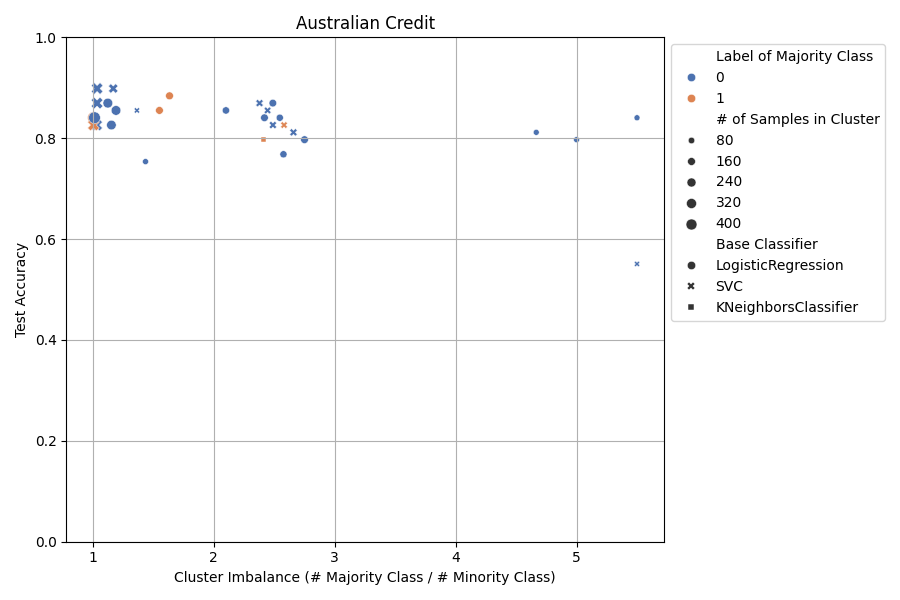 Australian Credit
1.0
0.8
0.6
0.4
0.2
0.0
Test Accuracy
1
2
3
4
5
Cluster Imbalance (# Majority Class / # Minority Class)
Label of Majority Class
0
1
# of Samples in Cluster
80
160
240
320
400
Base Classifier
LogisticRegression
SVC
KNeighborsClassifier